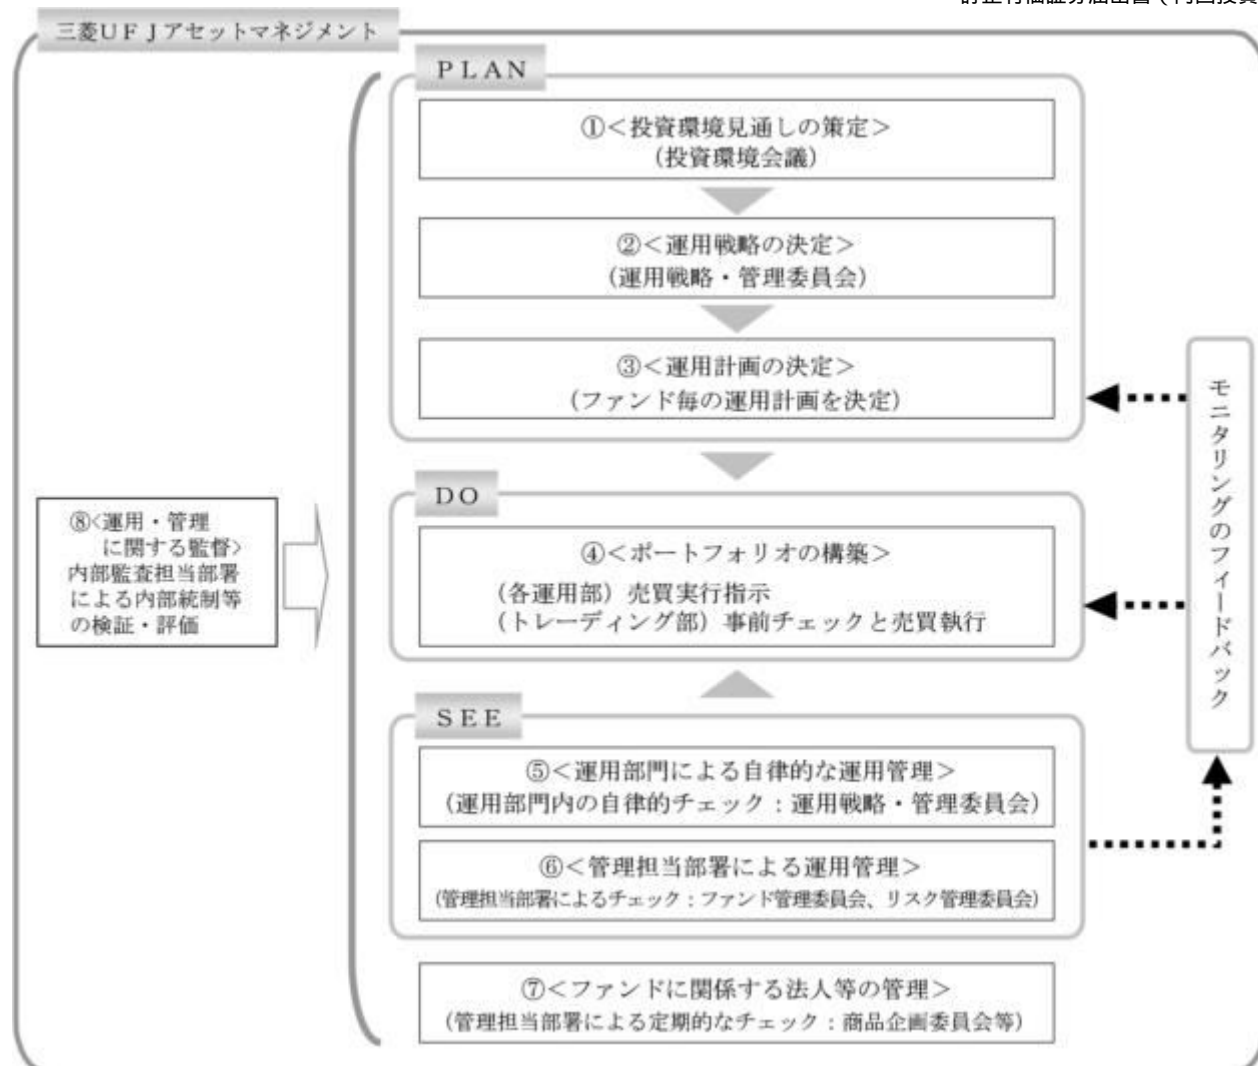 三菱UFJアセットマネジメント
PLAN
①<投資環境見通しの策定>
(投資環境会議)
②<運用戦略の決定>
(運用戦略・管理委員会)
③<運用計画の決定>
(ファンド毎の運用計画を決定)
DO
④<ポートフォリオの構築>
(各運用部)売買実行指示
(トレーディング部)事前チェックと売買執行
SEE
⑤<運用部門による自律的な運用管理>
(運用部門内の自律的チェック:運用戦略・管理委員会)
⑥<管理担当部署による運用管理>
(管理担当部署によるチェック:ファンド管理委員会、リスク管理委員会)
⑦<ファンドに関係する法人等の管理>
(管理担当部署による定期的なチェック:商品企画委員会等)
⑧<運用・管理
に関する監督>
内部監査担当部署
による内部統制等
の検証・評価
モニタリングのフィードバック